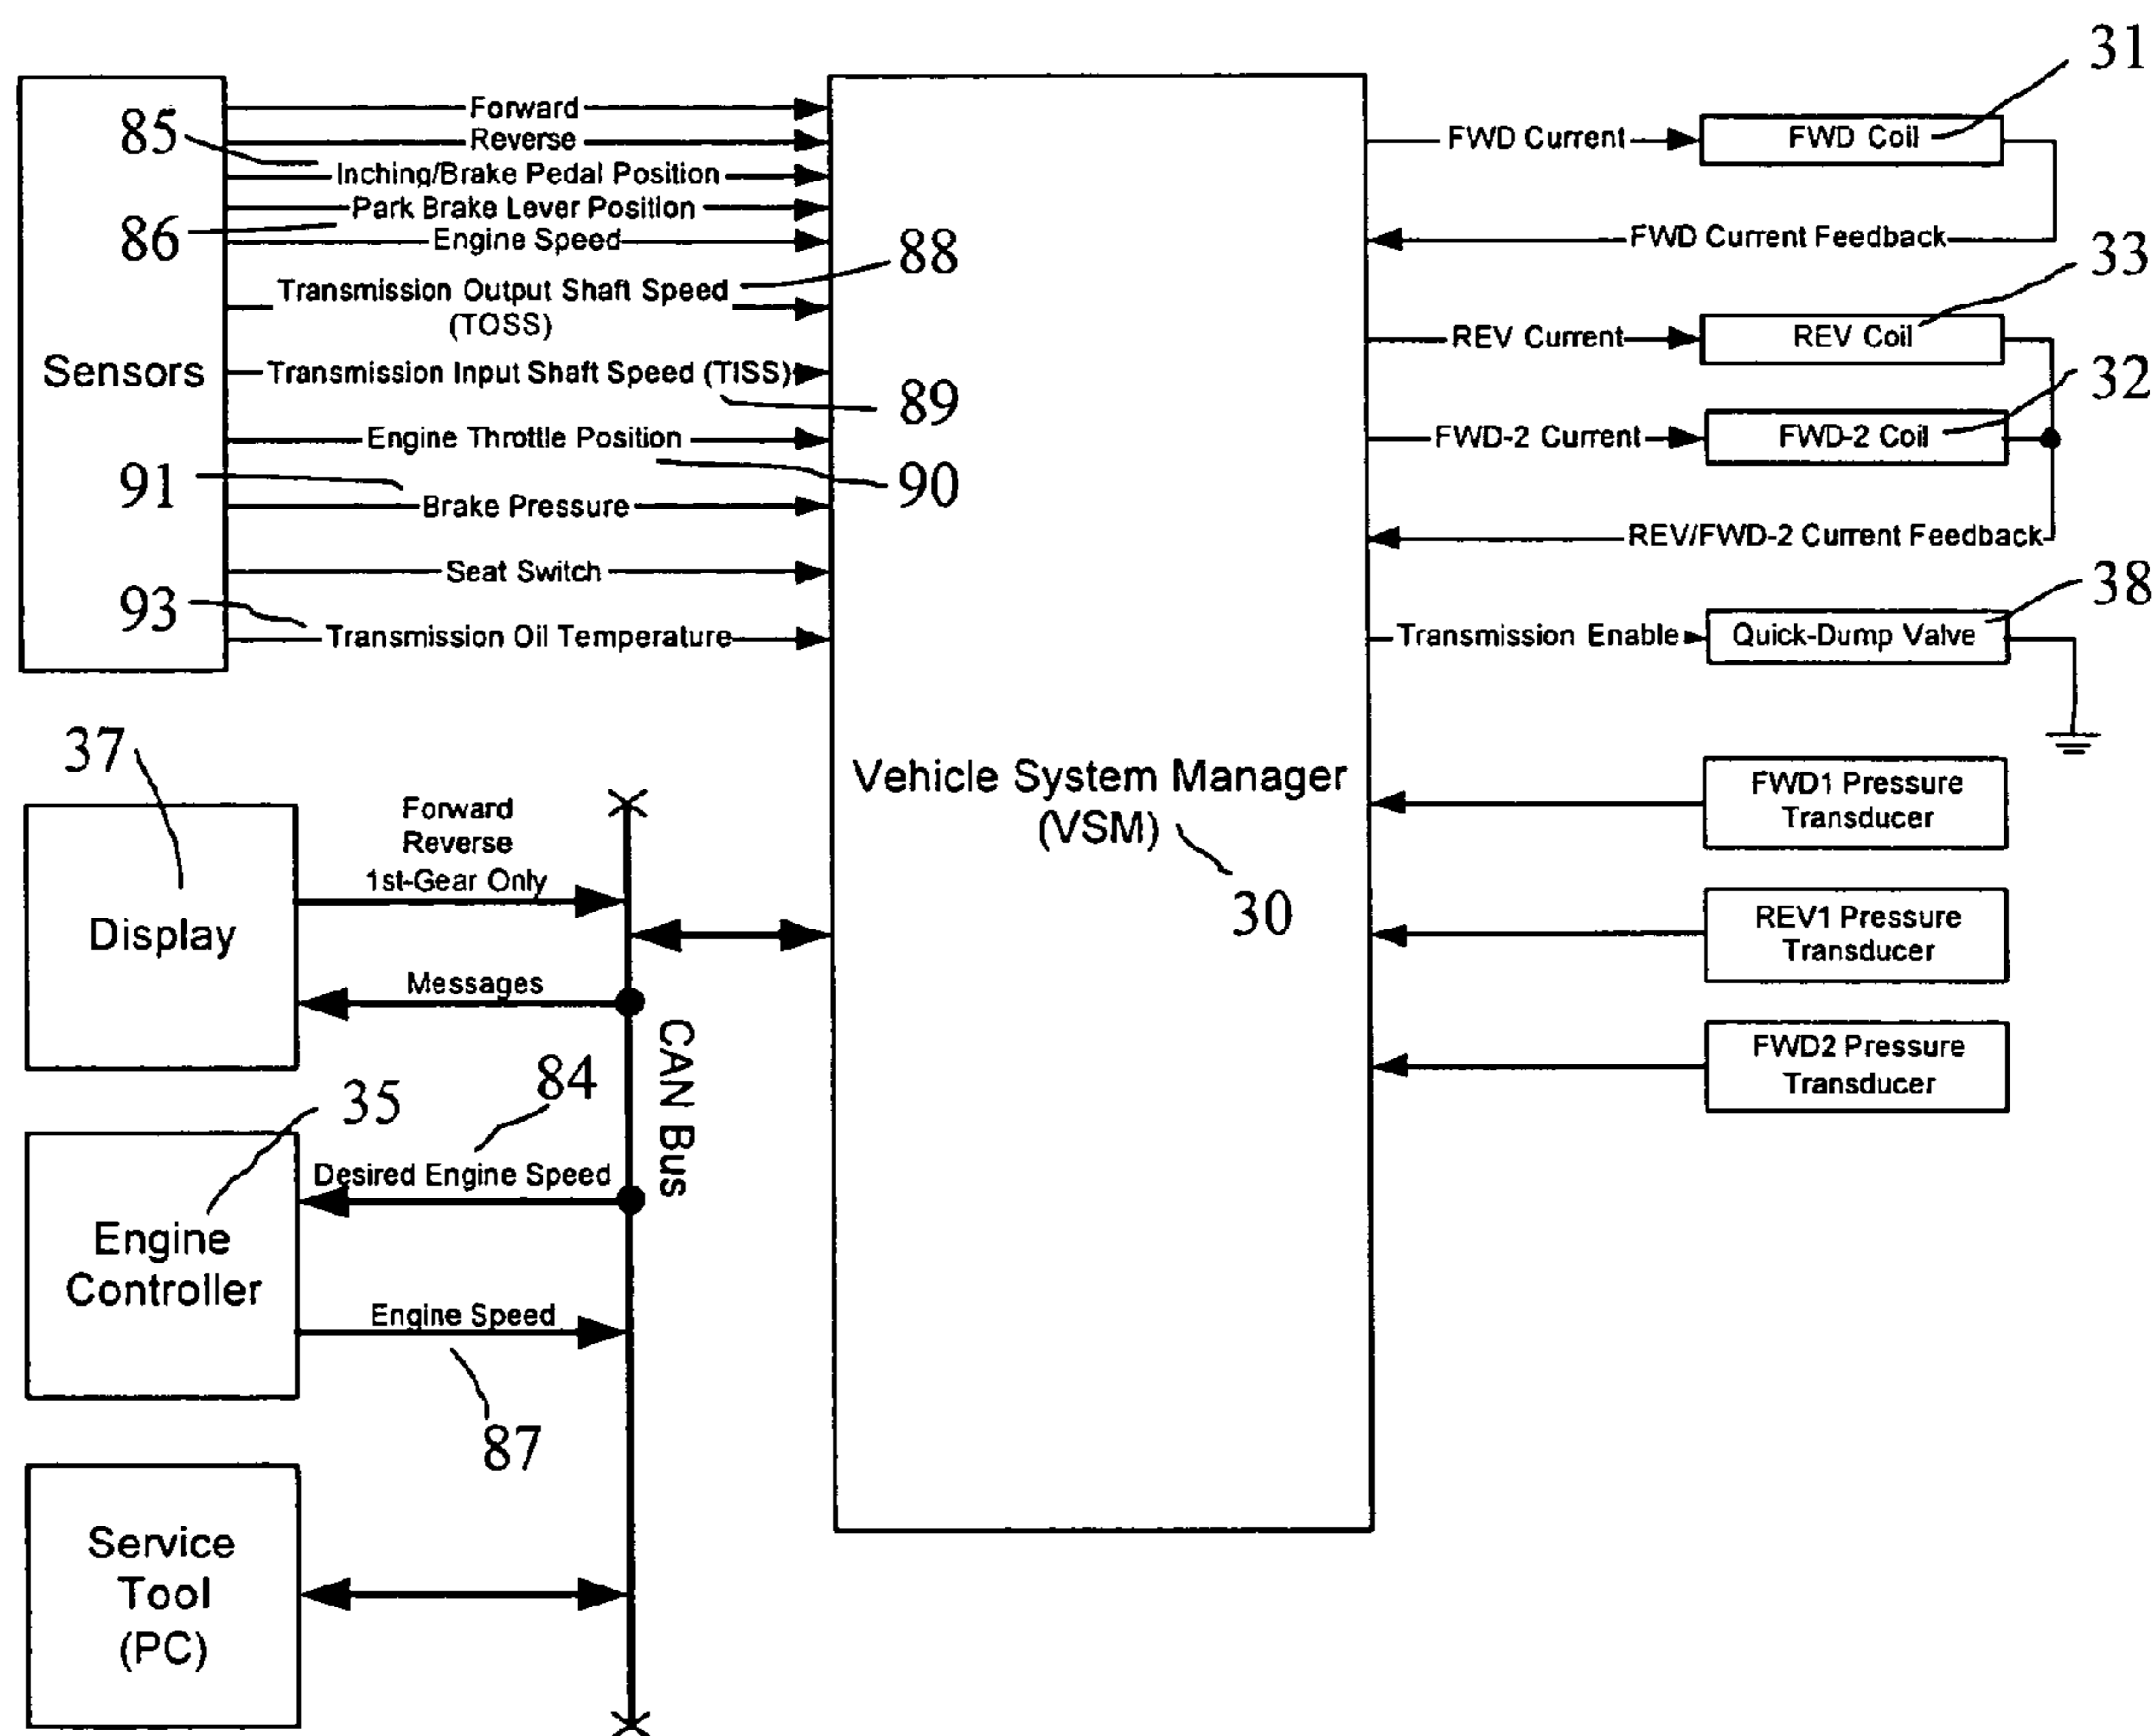 Sensors
85
86
91
93
Forward
Reverse
Inching/Brake Pedal Position
Park Brake Lever Position
Engine Speed
Transmission Output Shaft Speed
(TOSS)
88
Transmission Input Shaft Speed (TISS)
89
Engine Throttle Position
90
Brake Pressure
Seat Switch
Transmission Oil Temperature
37
Display
Forward
Reverse
1st-Gear Only
Messages
CAN Bus
35
84
Engine
Controller
Desired Engine Speed
Engine Speed
87
Service
Tool
(PC)
Vehicle System Manager
(VSM)
30
FWD Current
FWD Coil
31
FWD Current Feedback
33
REV Current
REV Coil
32
FWD-2 Current
FWD-2 Coil
REV/FWD-2 Current Feedback
38
Transmission Enable
Quick-Dump Valve
FWD1 Pressure
Transducer
REV1 Pressure
Transducer
FWD2 Pressure
Transducer